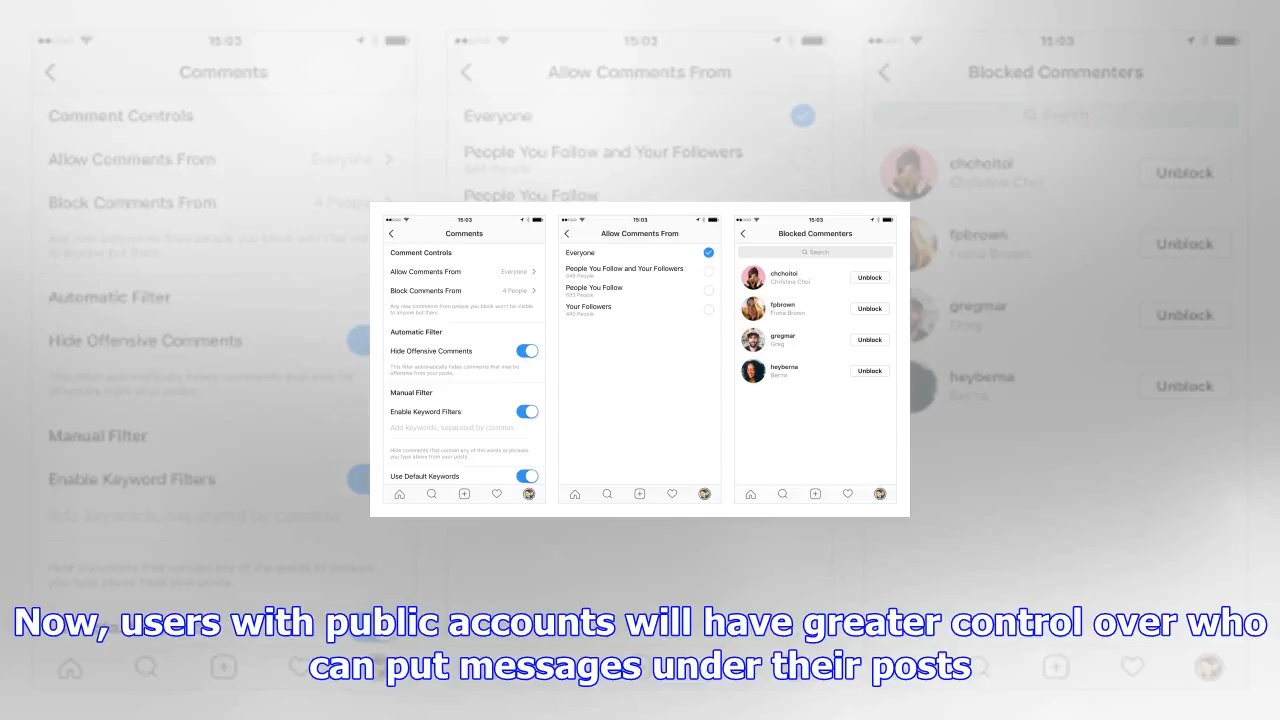 15:03
Comments
Comment Controls
Allow Comments From Everyone
Block Comments From 4 People
Any new comments from people you block won't be visible
to anyone but them
Automatic Filter
Hide Offensive Comments
This filter automatically hides comments that may be
offensive from your posts.
Manual Filter
Enable Keyword Filters
Add keywords, separated by commas
Hide comments that contain any of the words or phrases
you type above from your posts
Use Default Keywords
15:03
Allow Comments From
Everyone
People You Follow and Your Followers
People You Follow
Your Followers
15:03
Blocked Commenters
Search
chchoitoi Unblock
Christine Choi
fpbrown Unblock
Fiona Brown
gregmar Unblock
Greg
heyberna Unblock
Berna
Now, users with public accounts will have greater control over who
can put messages under their posts